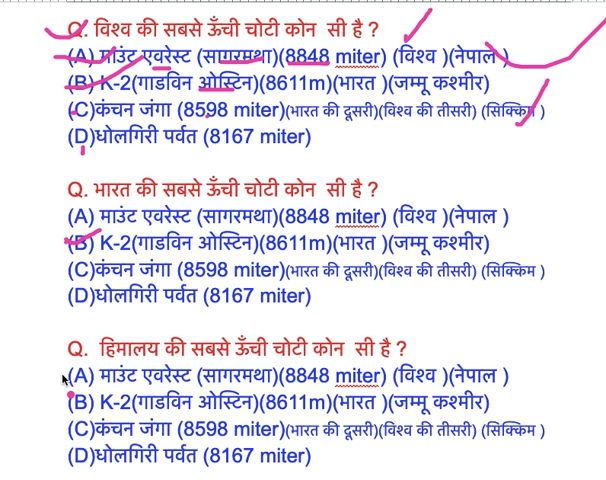 Q. विश्व की सबसे ऊँची चोटी कोन सी है ?
(A) माउंट एवरेस्ट (सागरमथा)(8848 miter) (विश्व )(नेपाल )
(B) K-2(गाडविन ओस्टिन)(8611m)(भारत )(जम्मू कश्मीर)
(C)कंचन जंगा (8598 miter)(भारत की दूसरी)(विश्व की तीसरी) (सिक्किम )
(D)धोलगिरी पर्वत (8167 miter)
Q. भारत की सबसे ऊँची चोटी कोन सी है ?
(A) माउंट एवरेस्ट (सागरमथा)(8848 miter) (विश्व )(नेपाल )
(B) K-2(गाडविन ओस्टिन)(8611m)(भारत )(जम्मू कश्मीर)
(C)कंचन जंगा (8598 miter)(भारत की दूसरी)(विश्व की तीसरी) (सिक्किम )
(D)धोलगिरी पर्वत (8167 miter)
Q. हिमालय की सबसे ऊँची चोटी कोन सी है ?
(A) माउंट एवरेस्ट (सागरमथा)(8848 miter) (विश्व )(नेपाल )
(B) K-2(गाडविन ओस्टिन)(8611m)(भारत )(जम्मू कश्मीर)
(C)कंचन जंगा (8598 miter)(भारत की दूसरी)(विश्व की तीसरी) (सिक्किम )
(D)धोलगिरी पर्वत (8167 miter)